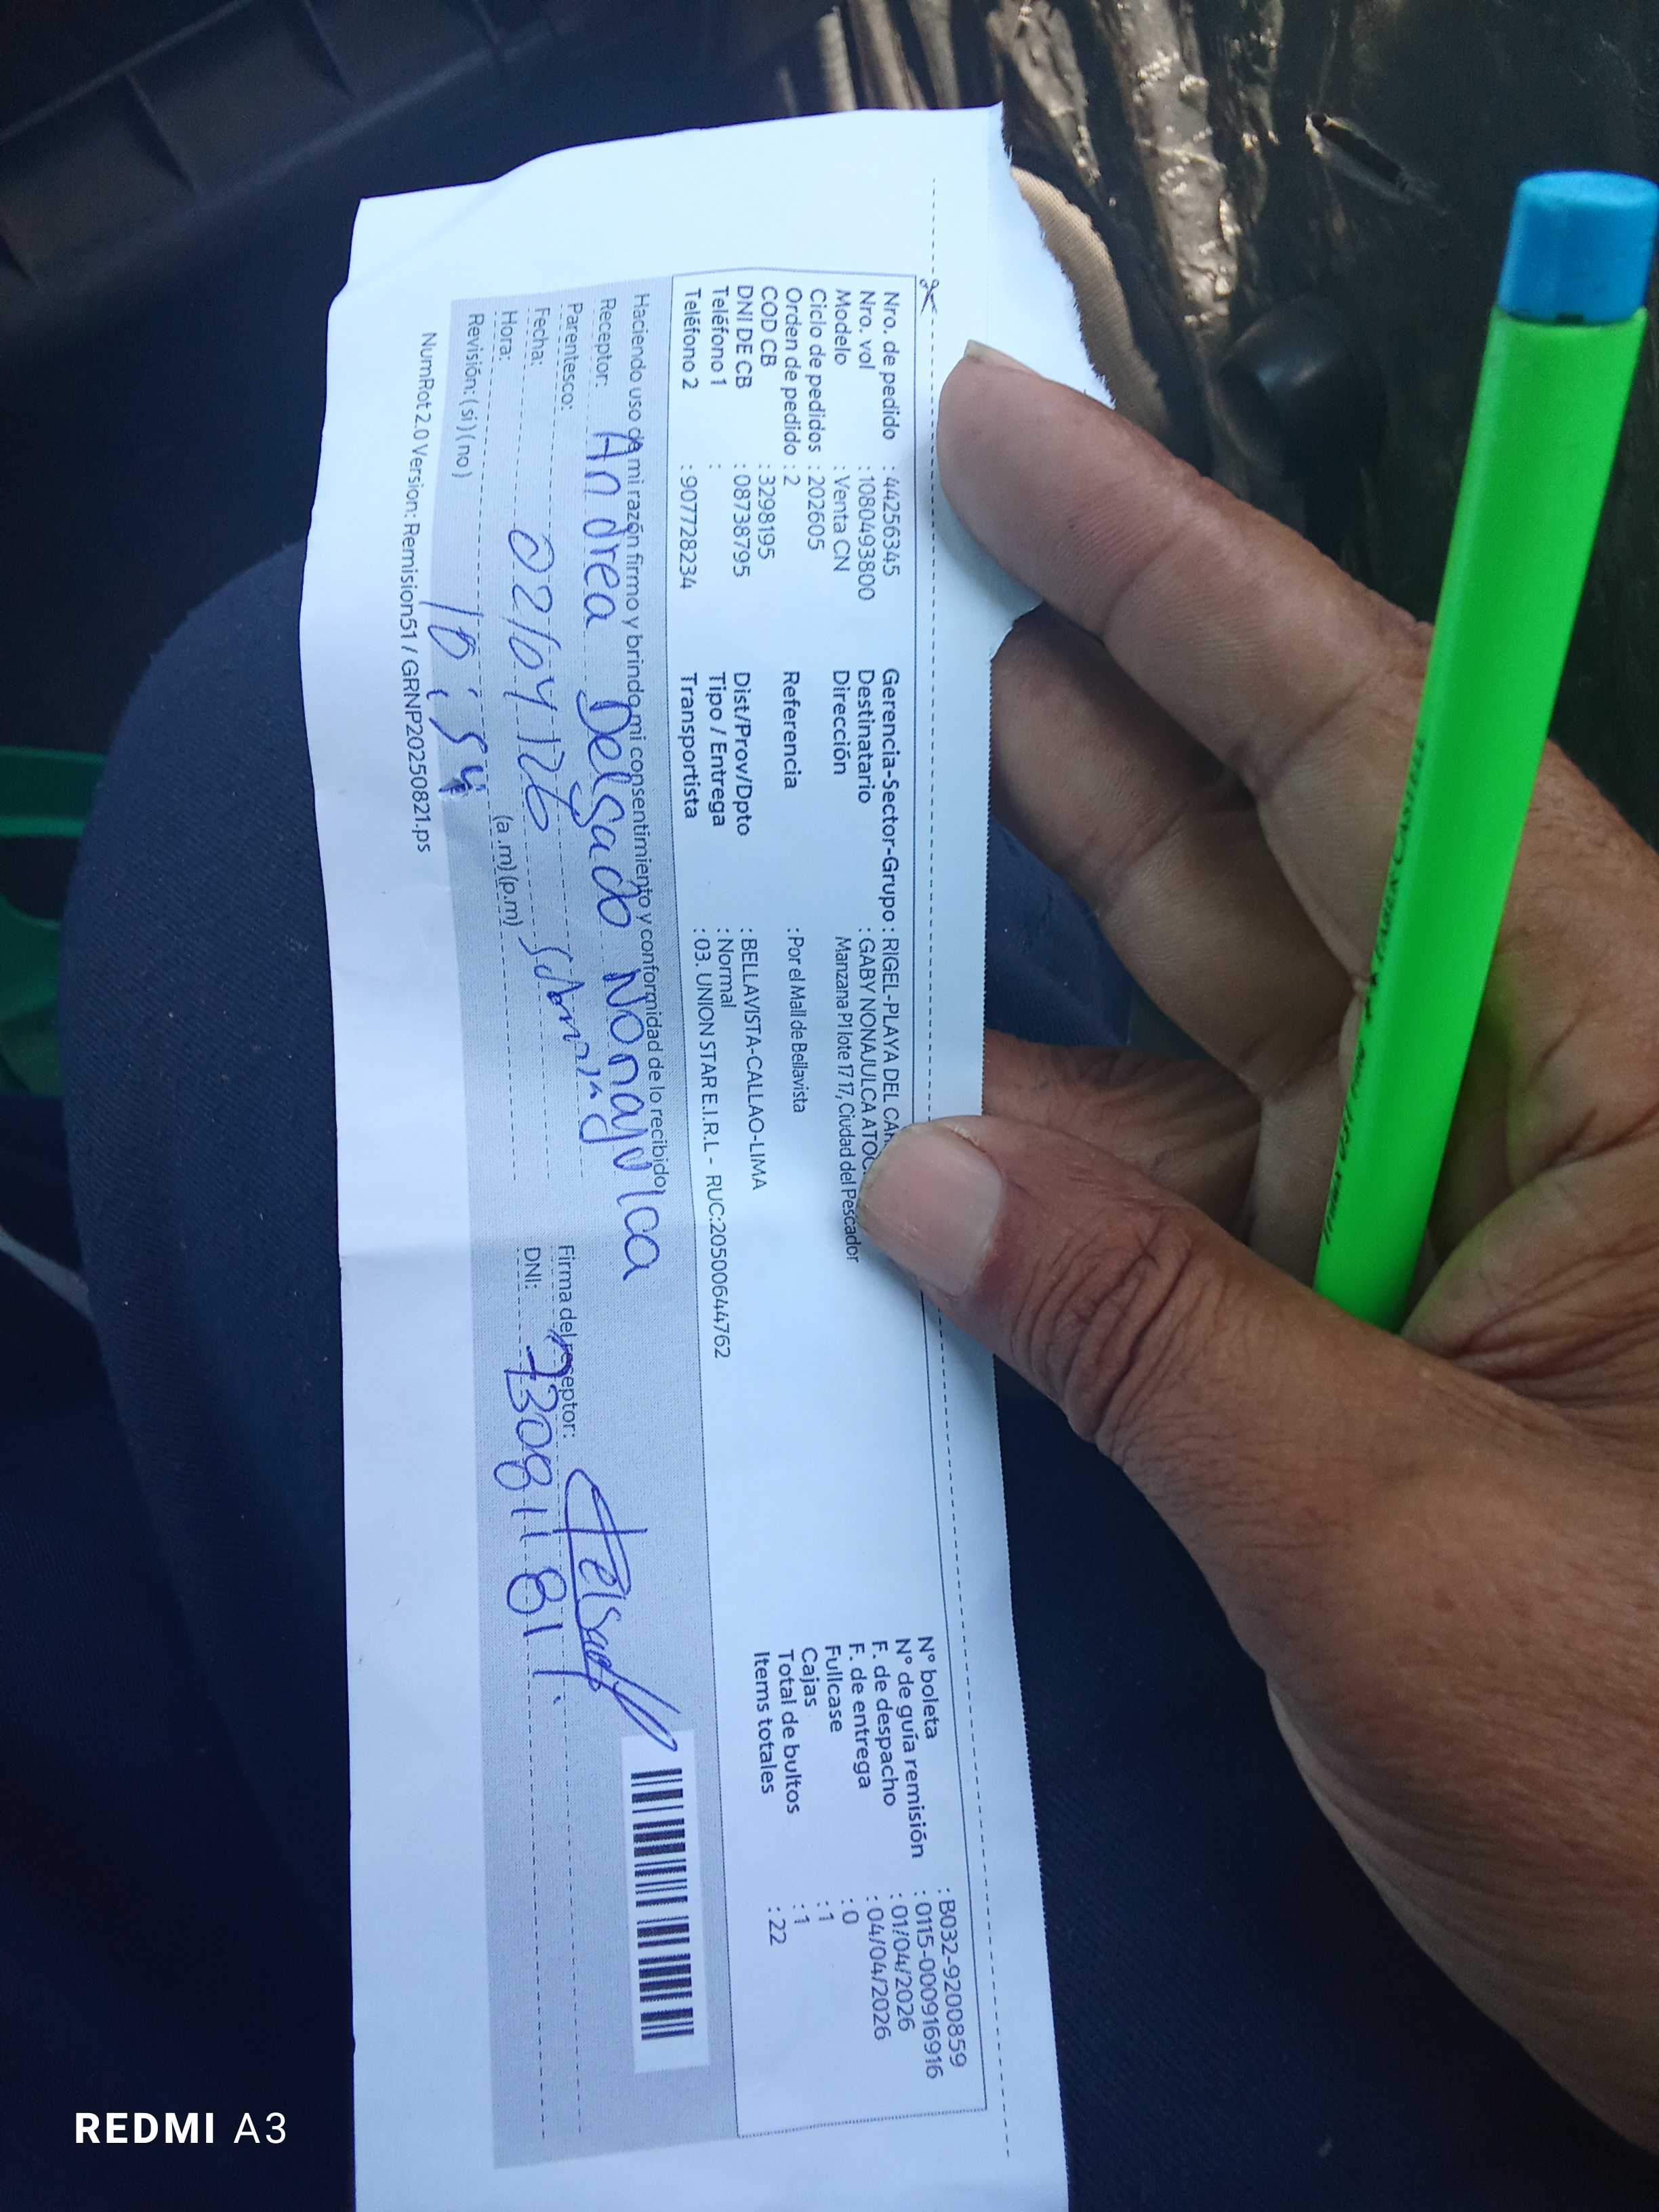 Nro. de pedido : 44256345
Nro. vol : 1080493800
Modelo : Venta CN
Ciclo de pedidos : 202605
Orden de pedido : 2
COD CB : 3298195
DNI DE CB : 08738795
Teléfono 1 :
Teléfono 2 : 907728234
Gerencia-Sector-Grupo : RIGEL-PLAYA DEL
Destinatario : GABY NONAJULCA
Dirección Manzana P1 lote 17 17, Ciudad del Pescador
Referencia : Por el Mall de Bellavista
Dist/Prov/Dpto : BELLAVISTA-CALLAO-LIMA
Tipo / Entrega : Normal
Transportista : 03. UNION STAR E.I.R.L - RUC:20500644762
N° boleta : B032-9200859
N° de guía remisión : 0115-000916916
F. de despacho : 01/04/2026
F. de entrega : 04/04/2026
Fullcase : 0
Cajas : 1
Total de bultos : 1
Items totales : 22
Haciendo uso de mi razón firmo y brindo mi consentimiento y conformidad de lo recibido
Receptor: Andrea Delgado Nonajulca
Parentesco:
Fecha: 02/04/26
Hora: 10:54 (a.m) (p.m)
Revisión: (si) (no)
Firma del receptor:
DNI: 73081181
NumRot2.0 Version: Remision51 / GRNP20250821.ps
REDMI A3